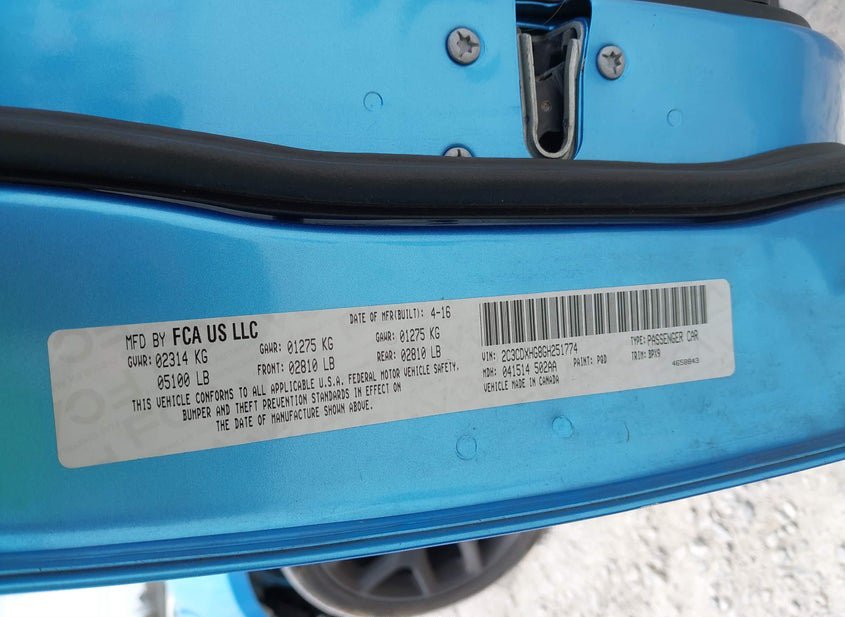 MFD BY FCA US LLC
DATE OF MFR(BUILT): 4-16
GVWR: 02314 KG
GAWR: 01275 KG
GAWR: 01275 KG
05100 LB
FRONT: 02810 LB
REAR: 02810 LB
THIS VEHICLE CONFORMS TO ALL APPLICABLE U.S.A. FEDERAL MOTOR VEHICLE SAFETY,
BUMPER AND THEFT PREVENTION STANDARDS IN EFFECT ON
THE DATE OF MANUFACTURE SHOWN ABOVE.
VIN: 2C3CDXHG8GH251774
TYPE: PASSENGER CAR
MDH: 041514 502AA
PAINT: PQD
TRIM: BPX9
VEHICLE MADE IN CANADA
4658843